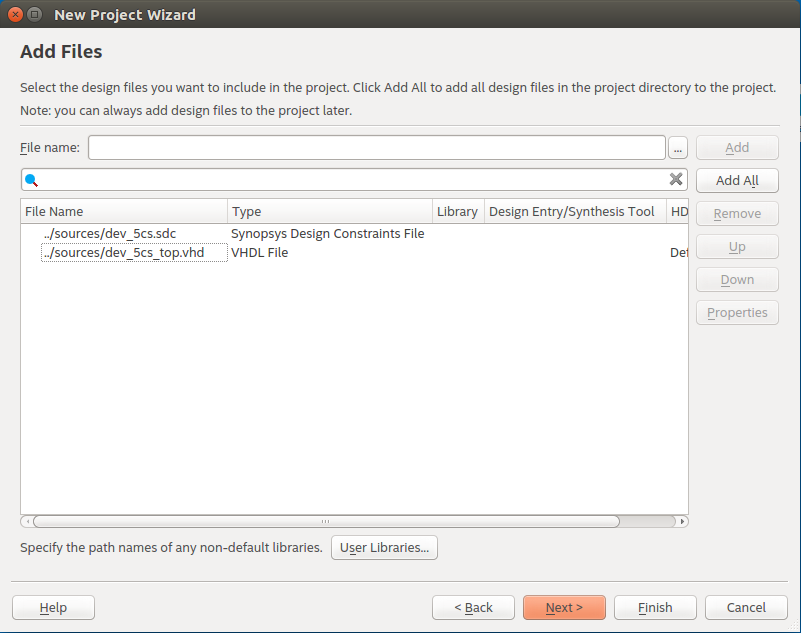 New Project Wizard
Add Files
Select the design files you want to include in the project. Click Add All to add all design files in the project directory to the project.
Note: you can always add design files to the project later.
File name: ... Add
Add All
File Name Type Library Design Entry/Synthesis Tool HD Remove
../sources/dev_5cs.sdc Synopsys Design Constraints File
../sources/dev_5cs_top.vhd VHDL File Def Up
Down
Properties
Specify the path names of any non-default libraries. User Libraries...
Help < Back Next > Finish Cancel